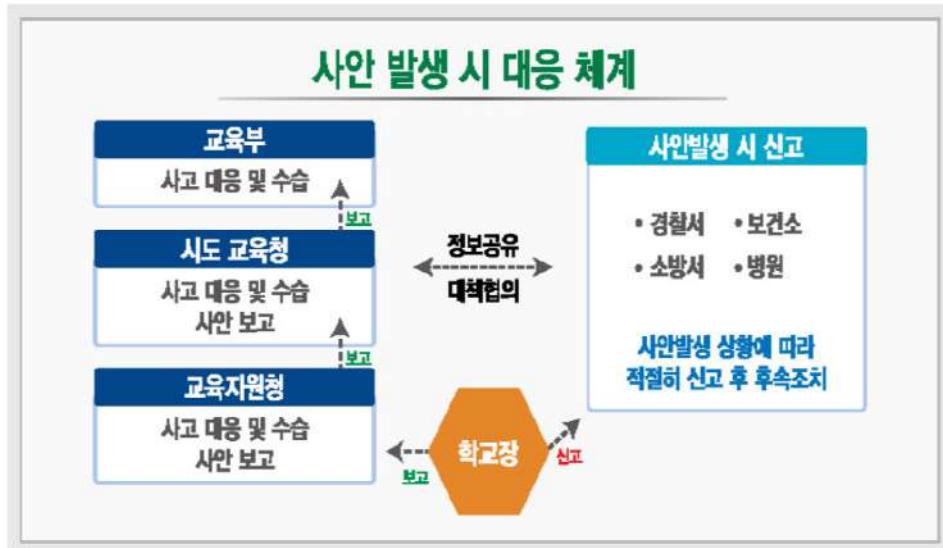 사안 발생 시 대응 체계
교육부
사고 대응 및 수습
보고
시도 교육청
사고 대응 및 수습
사안 보고
보고
교육지원청
사고 대응 및 수습
사안 보고
보고
학교장
신고
정보공유
대책협의
사안발생 시 신고
• 경찰서 • 보건소
• 소방서 • 병원
사안발생 상황에 따라
적절히 신고 후 후속조치